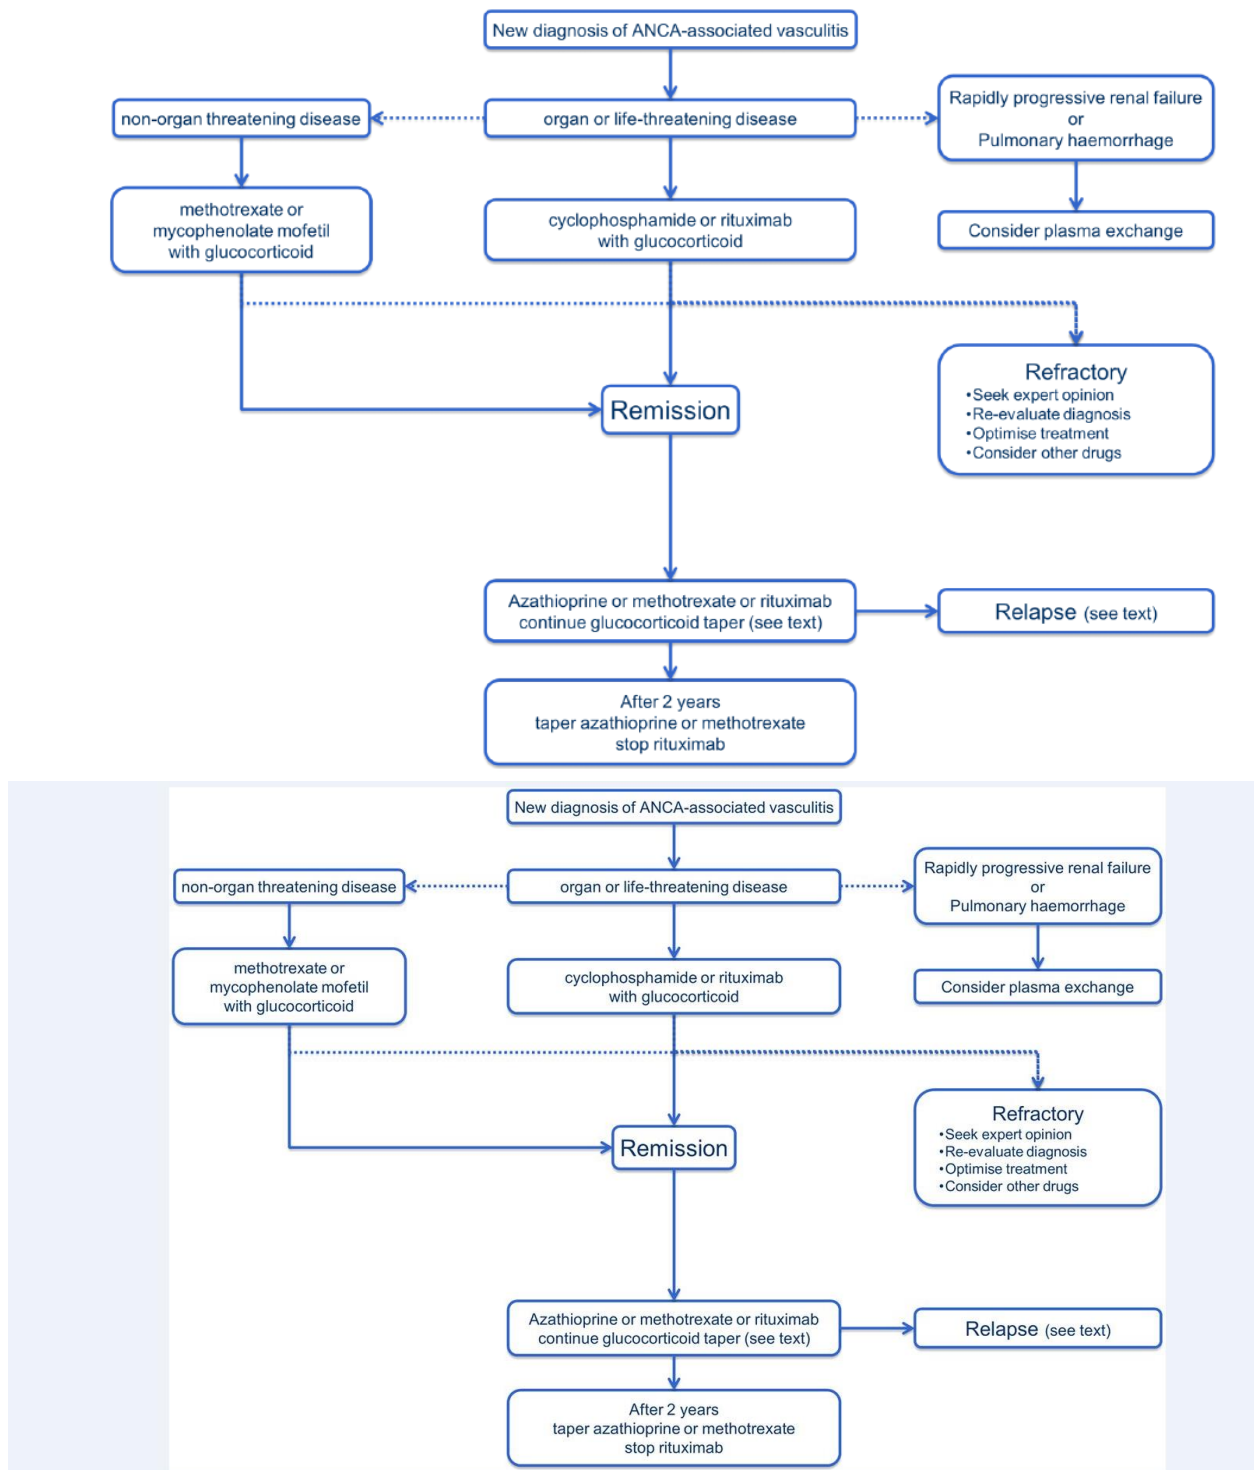 New diagnosis of ANCA-associated vasculitis
non-organ threatening disease
organ or life-threatening disease
Rapidly progressive renal failure
or
Pulmonary haemorrhage
methotrexate or
mycophenolate mofetil
with glucocorticoid
cyclophosphamide or rituximab
with glucocorticoid
Consider plasma exchange
Refractory
•Seek expert opinion
•Re-evaluate diagnosis
•Optimise treatment
•Consider other drugs
Remission
Azathioprine or methotrexate or rituximab
continue glucocorticoid taper (see text)
Relapse (see text)
After 2 years
taper azathioprine or methotrexate
stop rituximab
New diagnosis of ANCA-associated vasculitis
non-organ threatening disease
organ or life-threatening disease
Rapidly progressive renal failure
or
Pulmonary haemorrhage
methotrexate or
mycophenolate mofetil
with glucocorticoid
cyclophosphamide or rituximab
with glucocorticoid
Consider plasma exchange
Refractory
•Seek expert opinion
•Re-evaluate diagnosis
•Optimise treatment
•Consider other drugs
Remission
Azathioprine or methotrexate or rituximab
continue glucocorticoid taper (see text)
Relapse (see text)
After 2 years
taper azathioprine or methotrexate
stop rituximab